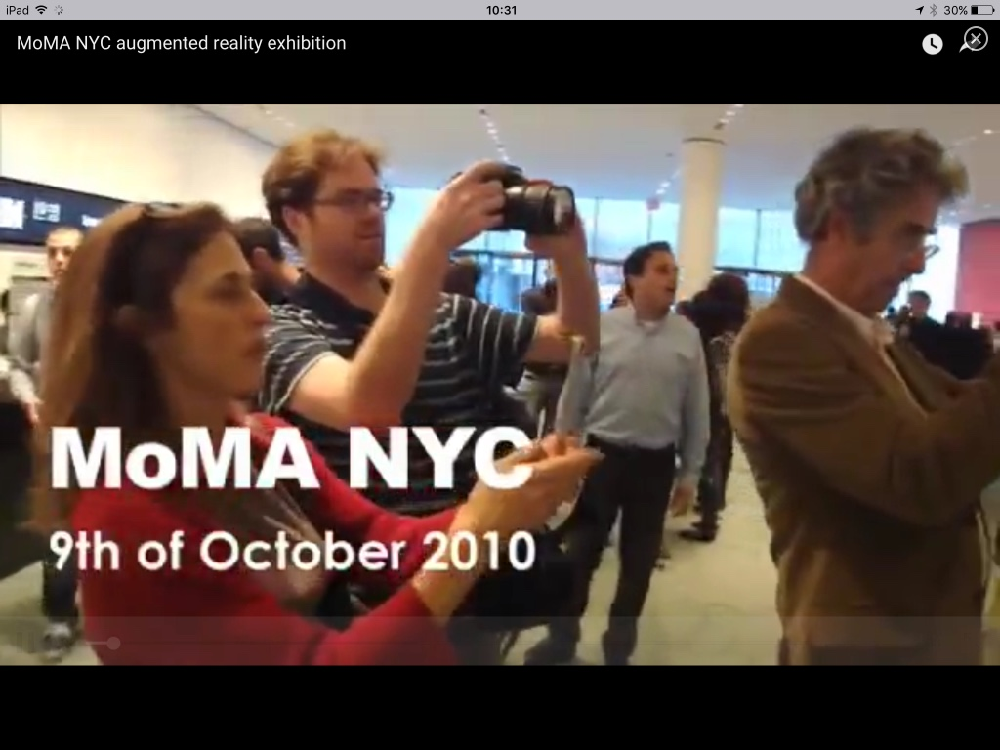 iPad 10:31 30%
MoMA NYC augmented reality exhibition
MoMA NYC
9th of October 2010